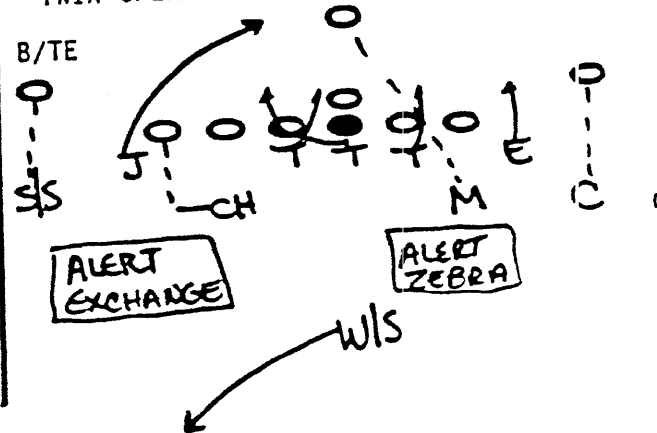 B/TE
J T T T E
S/S CH M C
ALERT
EXCHANGE
ALERT
ZEBRA
W/S